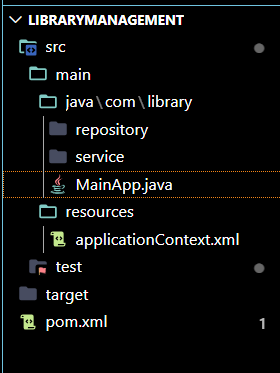 LIBRARYMANAGEMENT
src
main
java\com\library
repository
service
MainApp.java
resources
applicationContext.xml
test
target
pom.xml 1